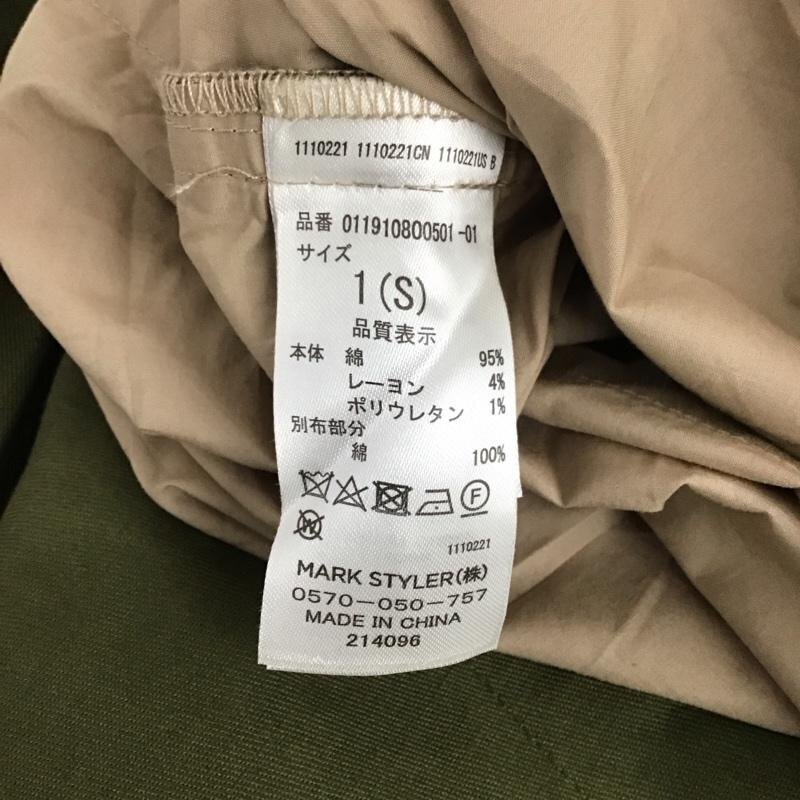 1110221 1110221CN 1110221US B
品番 011910800501-01
サイズ
1(S)
品質表示
本体 綿 95%
レーヨン 4%
ポリウレタン 1%
別布部分
綿 100%
F
W
1110221
MARK STYLER(株)
0570-050-757
MADE IN CHINA
214096